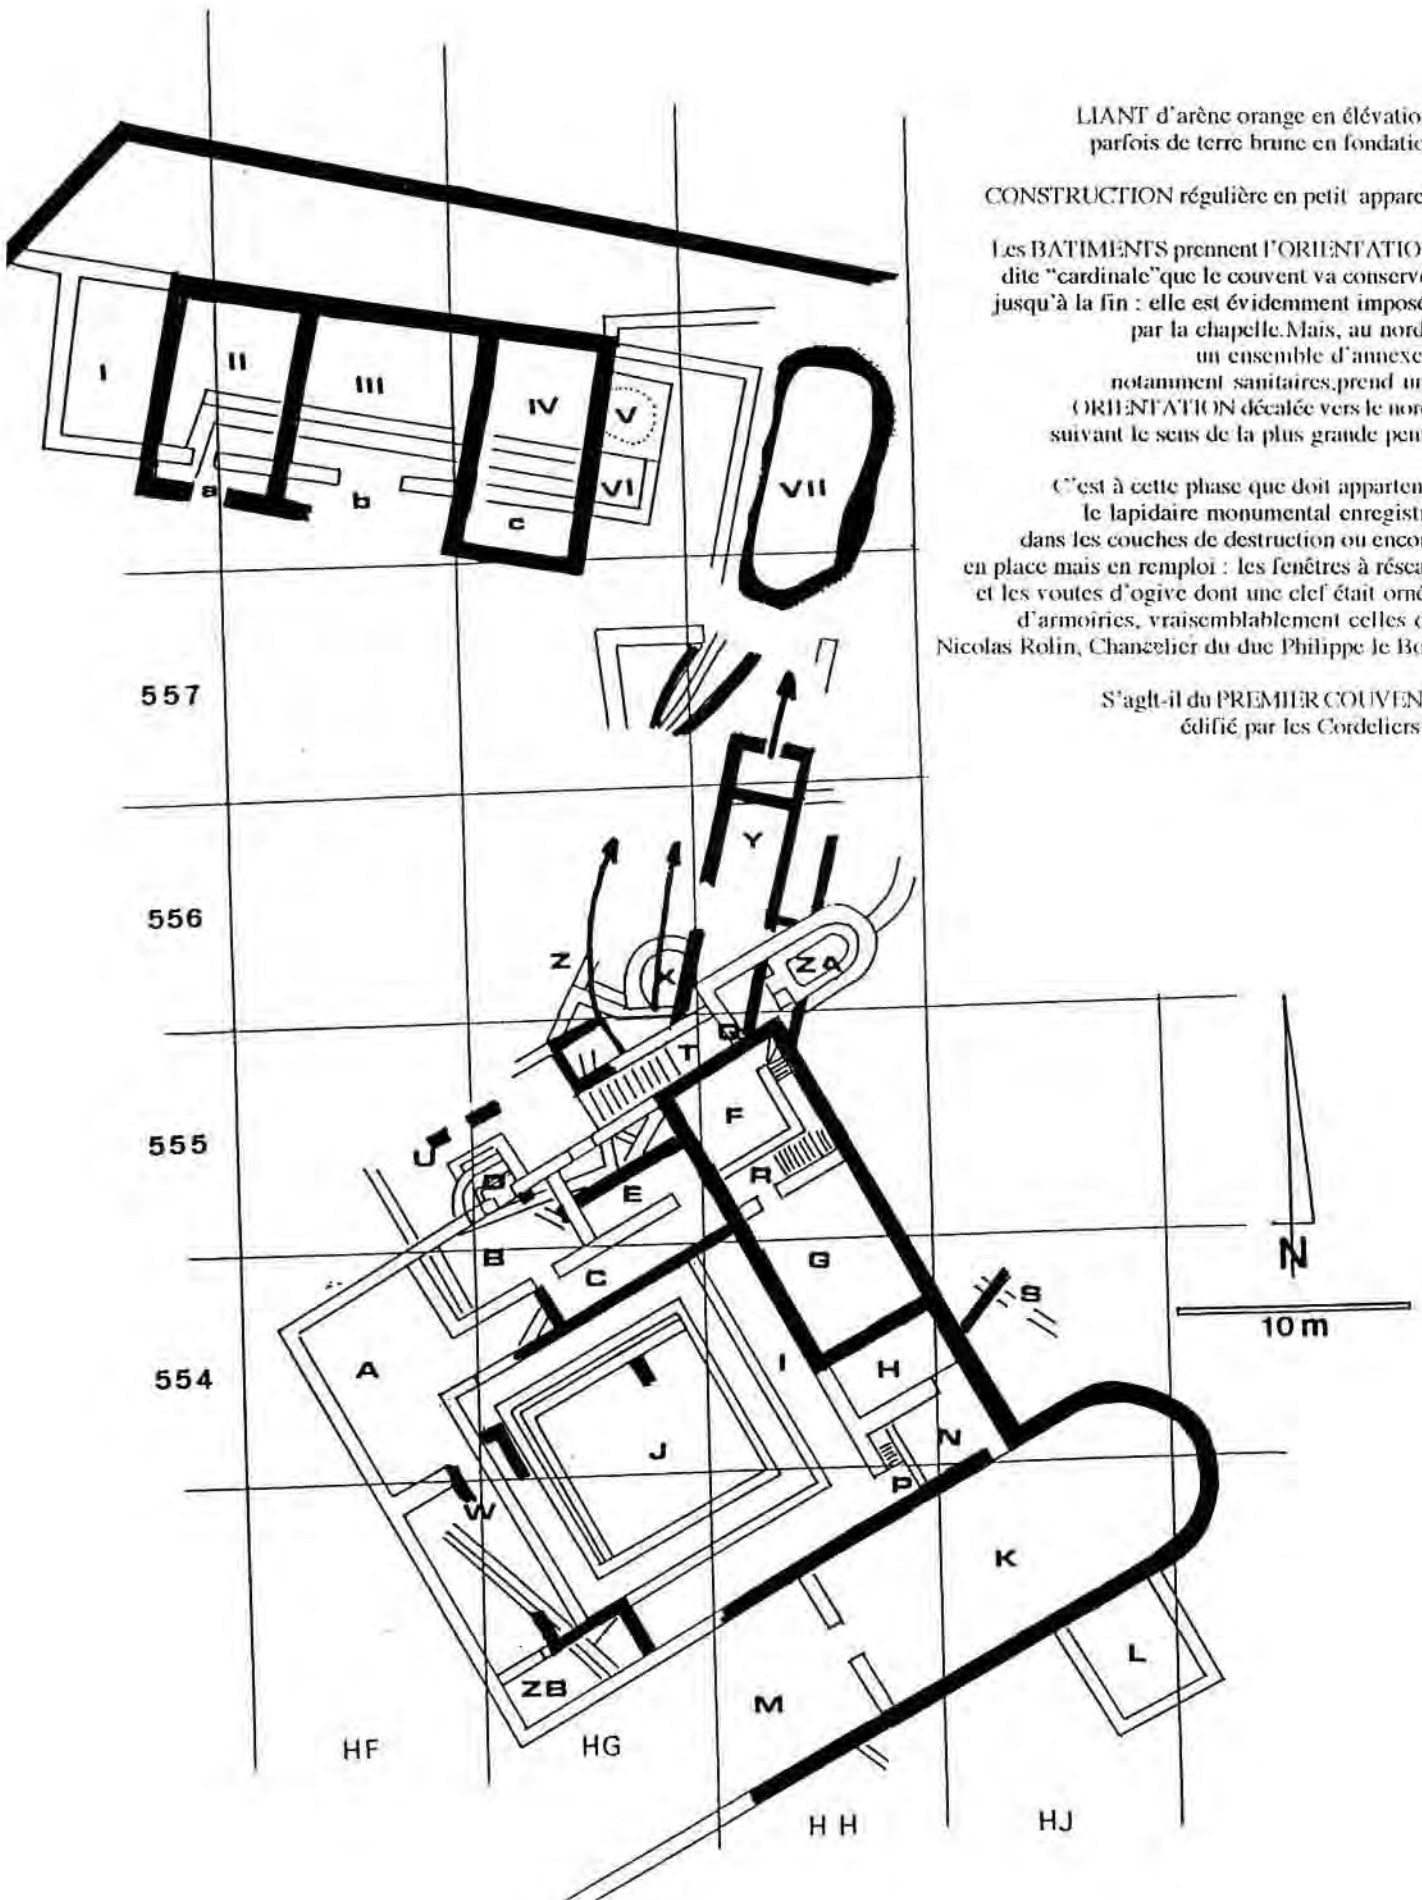 LIANT d'arène orange en élévatio
parfois de terre brune en fondatio
CONSTRUCTION régulière en petit appare
Les BATIMENTS prennent l'ORIENTATIO
dite "cardinale"que le couvent va conserve
jusqu'à la fin : elle est évidemment imposé
par la chapelle.Mais, au nord
un ensemble d'annexe
notamment sanitaires,prend un
ORIENTATION décalée vers le nor
suivant le sens de la plus grande pent
C'est à cette phase que doit apparten
le lapidaire monumental enregistr
dans les couches de destruction ou encor
en place mais en remploi : les fenêtres à résea
et les voutes d'ogive dont une clef était orné
d'armoiries, vraisemblablement celles d
Nicolas Rolin, Chancelier du duc Philippe le Bo
S'agit-il du PREMIER COUVEN
édifié par les Cordeliers
I
II
III
IV
V
VI
VII
a
b
c
557
556
555
554
Y
Z
X
ZA
Q
T
F
U
D
E
R
B
C
G
S
N
10 m
A
I
H
J
N
P
W
K
L
ZB
M
HF
HG
HH
HJ